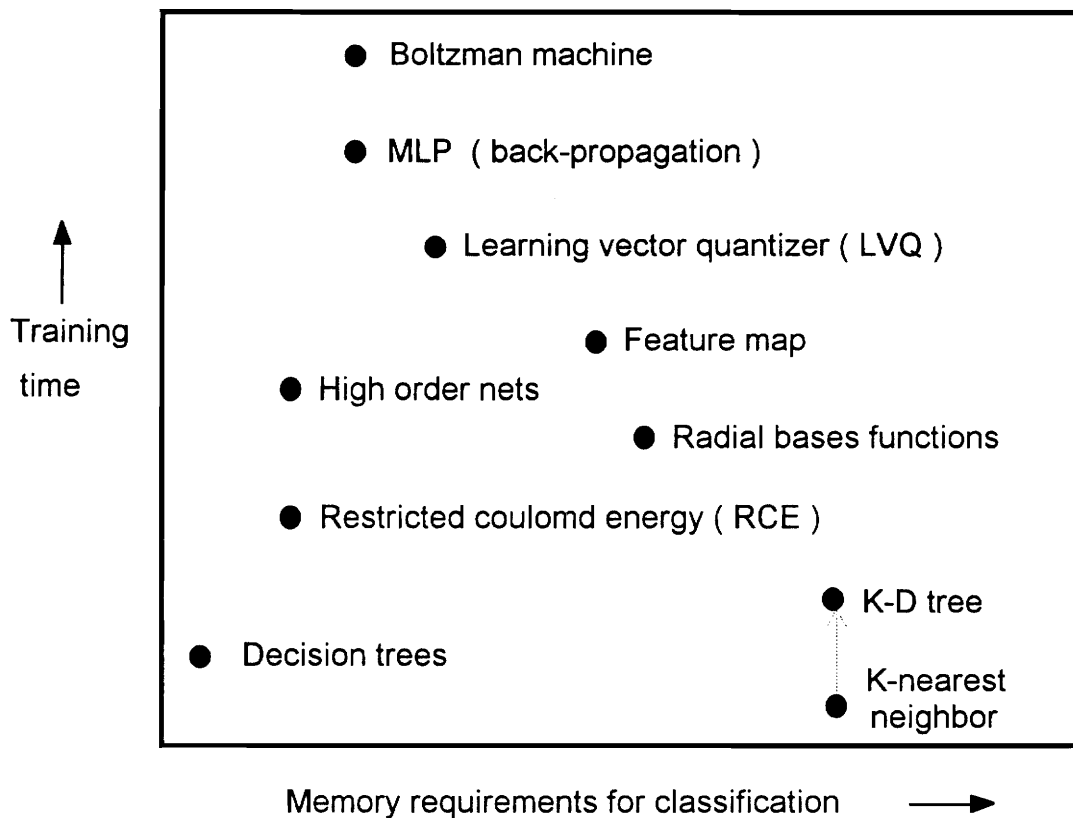 Boltzman machine
MLP ( back-propagation )
Learning vector quantizer ( LVQ )
Training
time
Feature map
High order nets
Radial bases functions
Restricted coulomd energy ( RCE )
K-D tree
Decision trees
K-nearest
neighbor
Memory requirements for classification